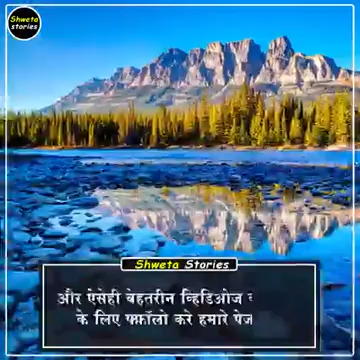 Shweta
stories
Shweta Stories
और ऐसेही बेहतरीन व्हिडिओज
के लिए फ्फ़ॉलो करे हमारे पेज